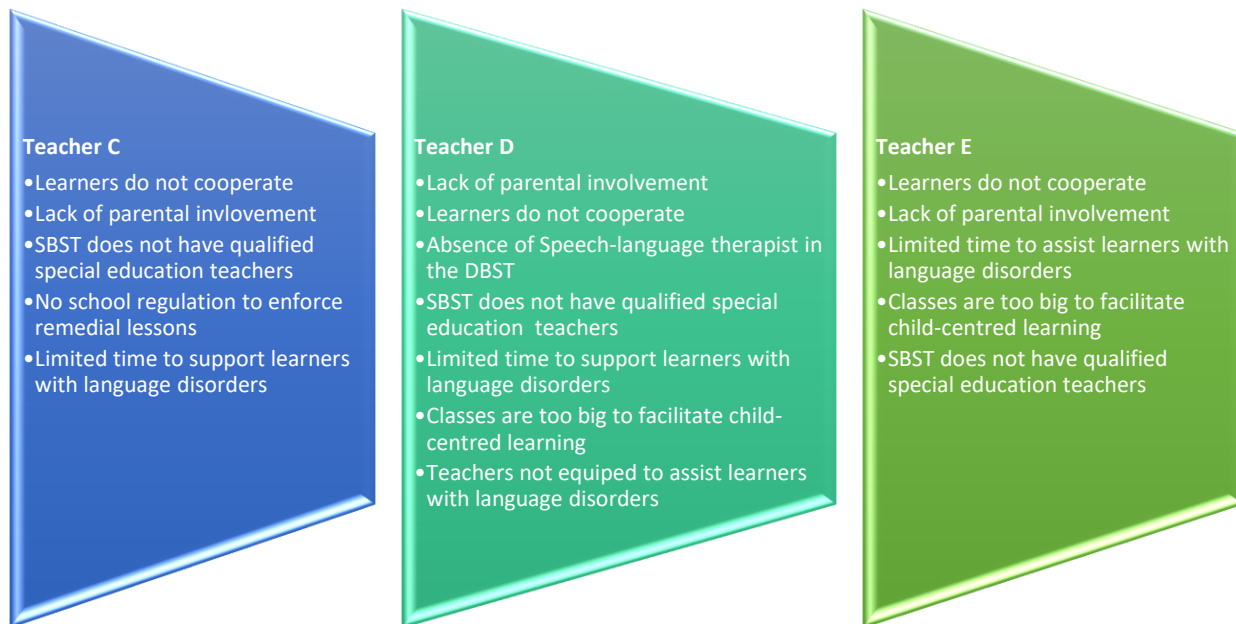 Teacher C
•Learners do not cooperate
•Lack of parental invlovement
•SBST does not have qualified
special education teachers
•No school regulation to enforce
remedial lessons
•Limited time to support learners
with language disorders
Teacher D
•Lack of parental involvement
•Learners do not cooperate
•Absence of Speech-language therapist in
the DBST
•SBST does not have qualified special
education teachers
•Limited time to support learners with
language disorders
•Classes are too big to facilitate child-
centred learning
•Teachers not equiped to assist learners
with language disorders
Teacher E
•Learners do not cooperate
•Lack of parental involvement
•Limited time to assist learners with
language disorders
•Classes are too big to facilitate
child-centred learning
•SBST does not have qualified
special education teachers